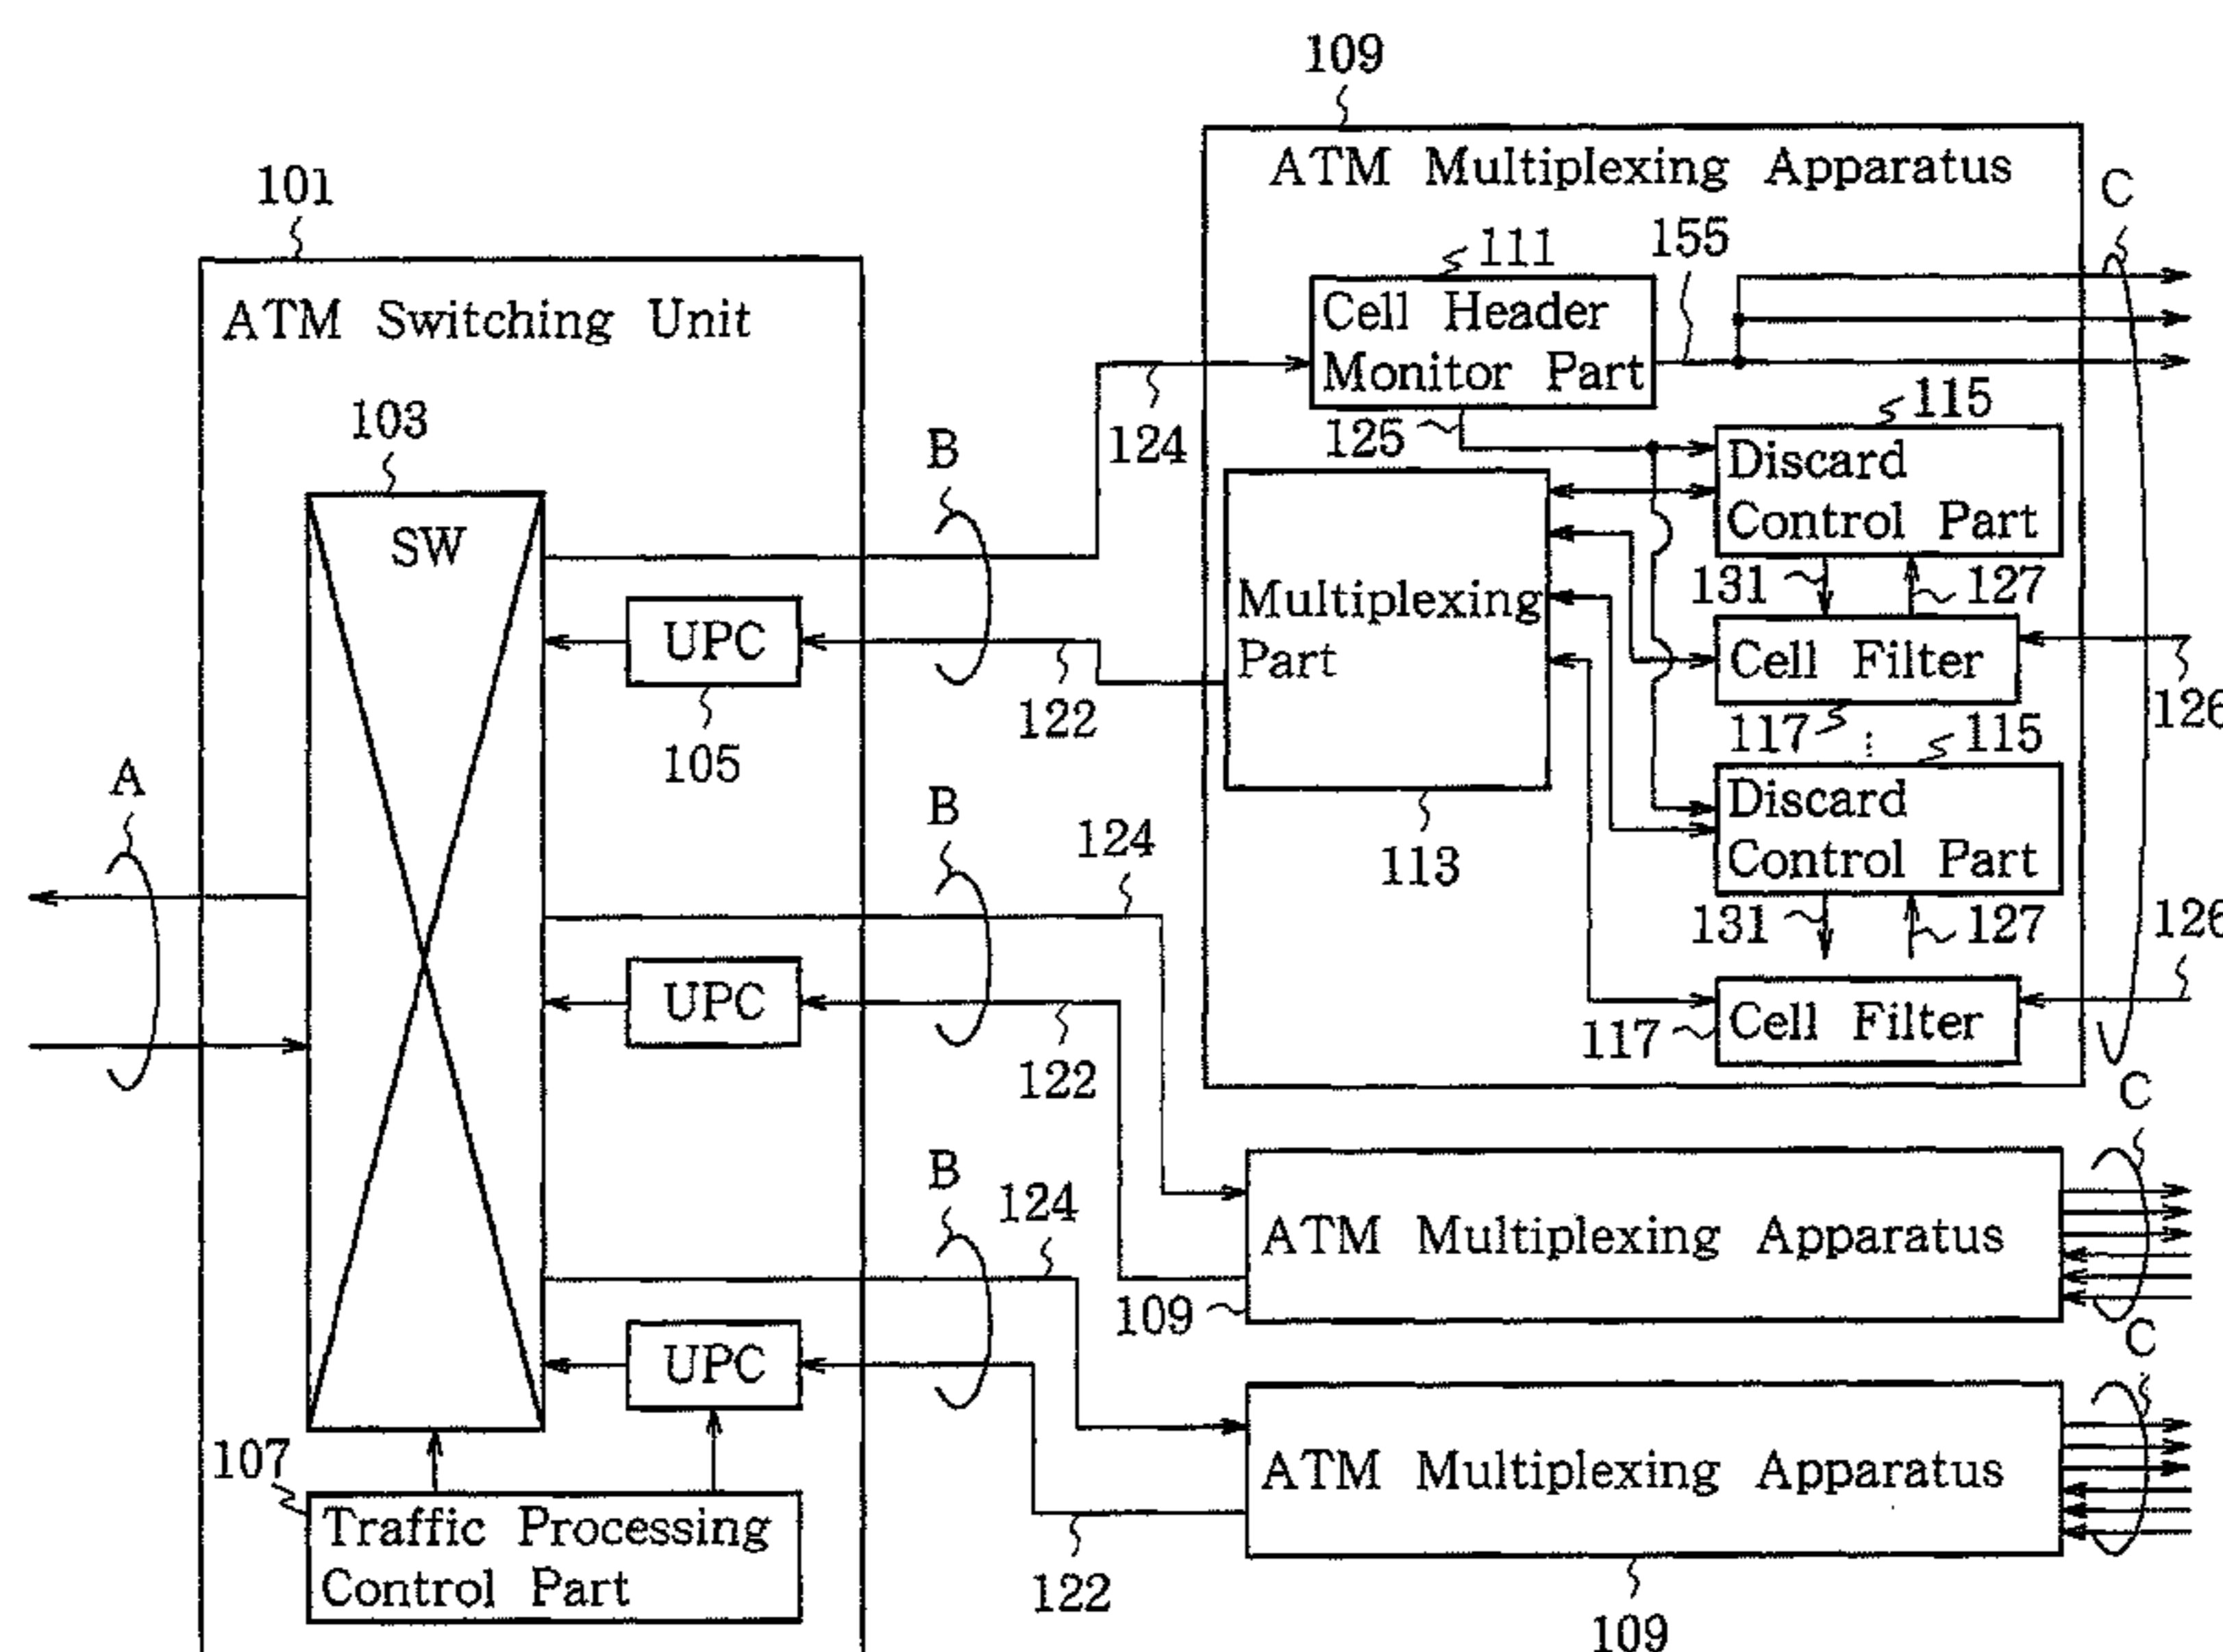 109
ATM Multiplexing Apparatus
C
101
ATM Switching Unit
111
155
Cell Header
Monitor Part
103
SW
B
124
125
115
Discard
Control Part
131
127
UPC
105
122
Multiplexing
Part
113
Cell Filter
126
117
115
Discard
Control Part
131
127
126
117
Cell Filter
A
B
124
UPC
122
C
ATM Multiplexing Apparatus
109
B
124
UPC
122
C
ATM Multiplexing Apparatus
109
107
Traffic Processing
Control Part